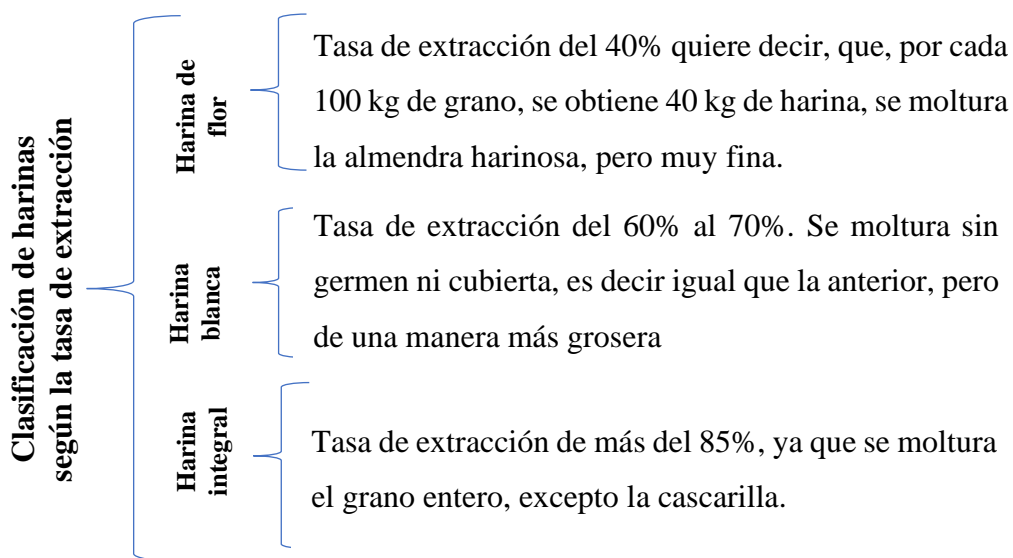 Clasificación de harinas
según la tasa de extracción
Harina de
flor
Tasa de extracción del 40% quiere decir, que, por cada
100 kg de grano, se obtiene 40 kg de harina, se moltura
la almendra harinosa, pero muy fina.
Harina
blanca
Tasa de extracción del 60% al 70%. Se moltura sin
germen ni cubierta, es decir igual que la anterior, pero
de una manera más grosera
Harina
integral
Tasa de extracción de más del 85%, ya que se moltura
el grano entero, excepto la cascarilla.